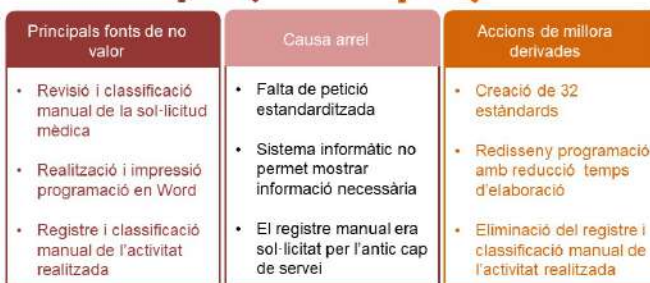 Principals fonts de no
valor
• Revisió i classificació
manual de la sol·licitud
mèdica
• Realització i impressió
programació en Word
• Registre i classificació
manual de l'activitat
realitzada
Causa arrel
• Falta de petició
estandarditzada
• Sistema informàtic no
permet mostrar
informació necessària
• El registre manual era
sol·licitat per l'antic cap
de servei
Accions de millora
derivades
• Creació de 32
estàndards
• Redisseny programació
amb reducció temps
d'elaboració
• Eliminació del registre i
classificació manual de
l'activitat realitzada